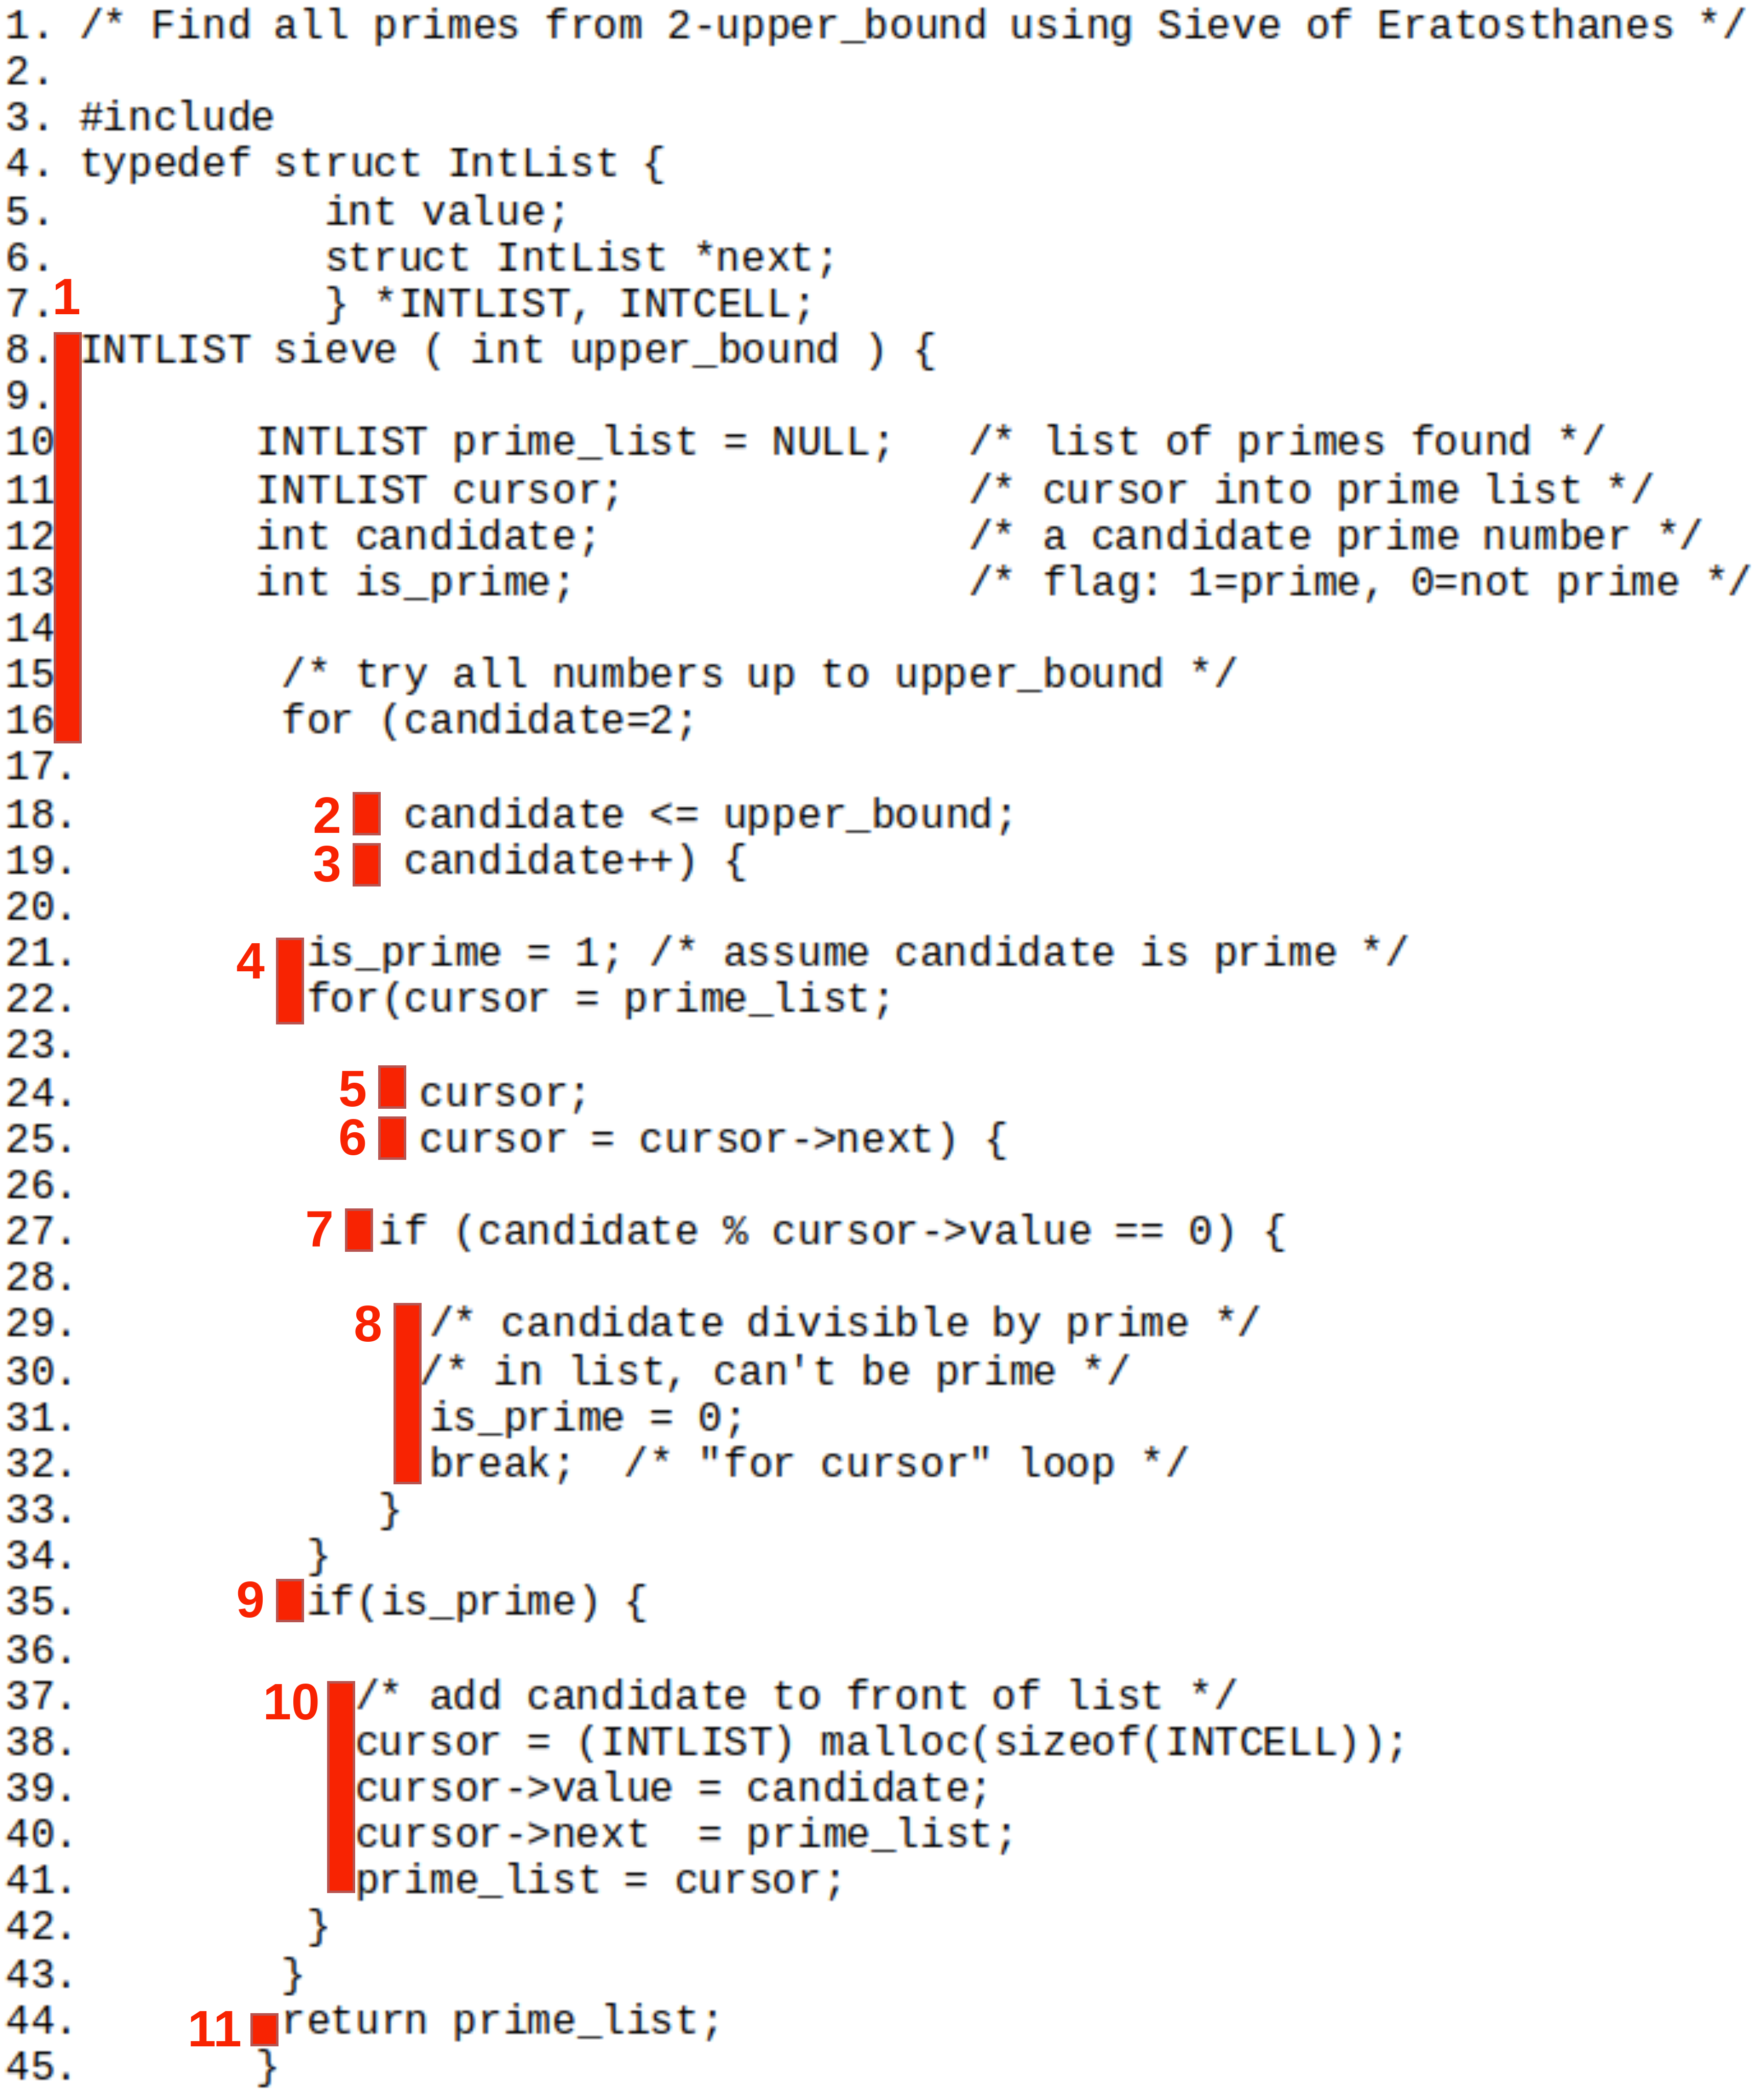 1. /* Find all primes from 2-upper_bound using Sieve of Eratosthanes */
2.
3. #include
4. typedef struct IntList {
5. int value;
6. struct IntList *next;
7. 1 } *INTLIST, INTCELL;
8. INTLIST sieve ( int upper_bound ) {
9.
10 INTLIST prime_list = NULL; /* list of primes found */
11 INTLIST cursor; /* cursor into prime list */
12 int candidate; /* a candidate prime number */
13 int is_prime; /* flag: 1=prime, 0=not prime */
14
15 /* try all numbers up to upper_bound */
16 for (candidate=2;
17.
18. 2 candidate <= upper_bound;
19. 3 candidate++) {
20.
21. 4 is_prime = 1; /* assume candidate is prime */
22. for(cursor = prime_list;
23.
24. 5 cursor;
25. 6 cursor = cursor->next) {
26.
27. 7 if (candidate % cursor->value == 0) {
28.
29. 8 /* candidate divisible by prime */
30. /* in list, can't be prime */
31. is_prime = 0;
32. break; /* "for cursor" loop */
33. }
34. }
35. 9 if(is_prime) {
36.
37. 10 /* add candidate to front of list */
38. cursor = (INTLIST) malloc(sizeof(INTCELL));
39. cursor->value = candidate;
40. cursor->next = prime_list;
41. prime_list = cursor;
42. }
43. }
44. 11 return prime_list;
45. }